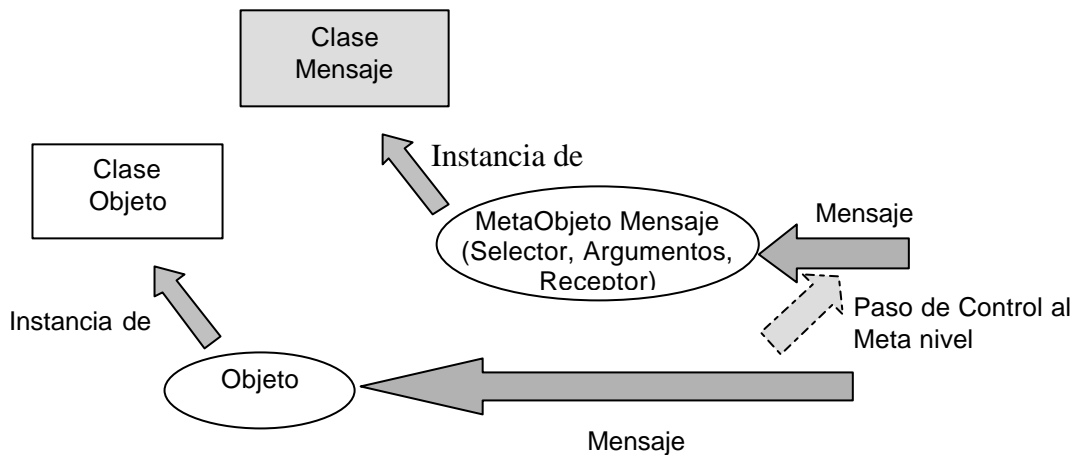 Clase
Mensaje
Clase
Objeto
Instancia de
MetaObjeto Mensaje
(Selector, Argumentos,
Receptor)
Mensaje
Instancia de
Paso de Control al
Meta nivel
Objeto
Mensaje